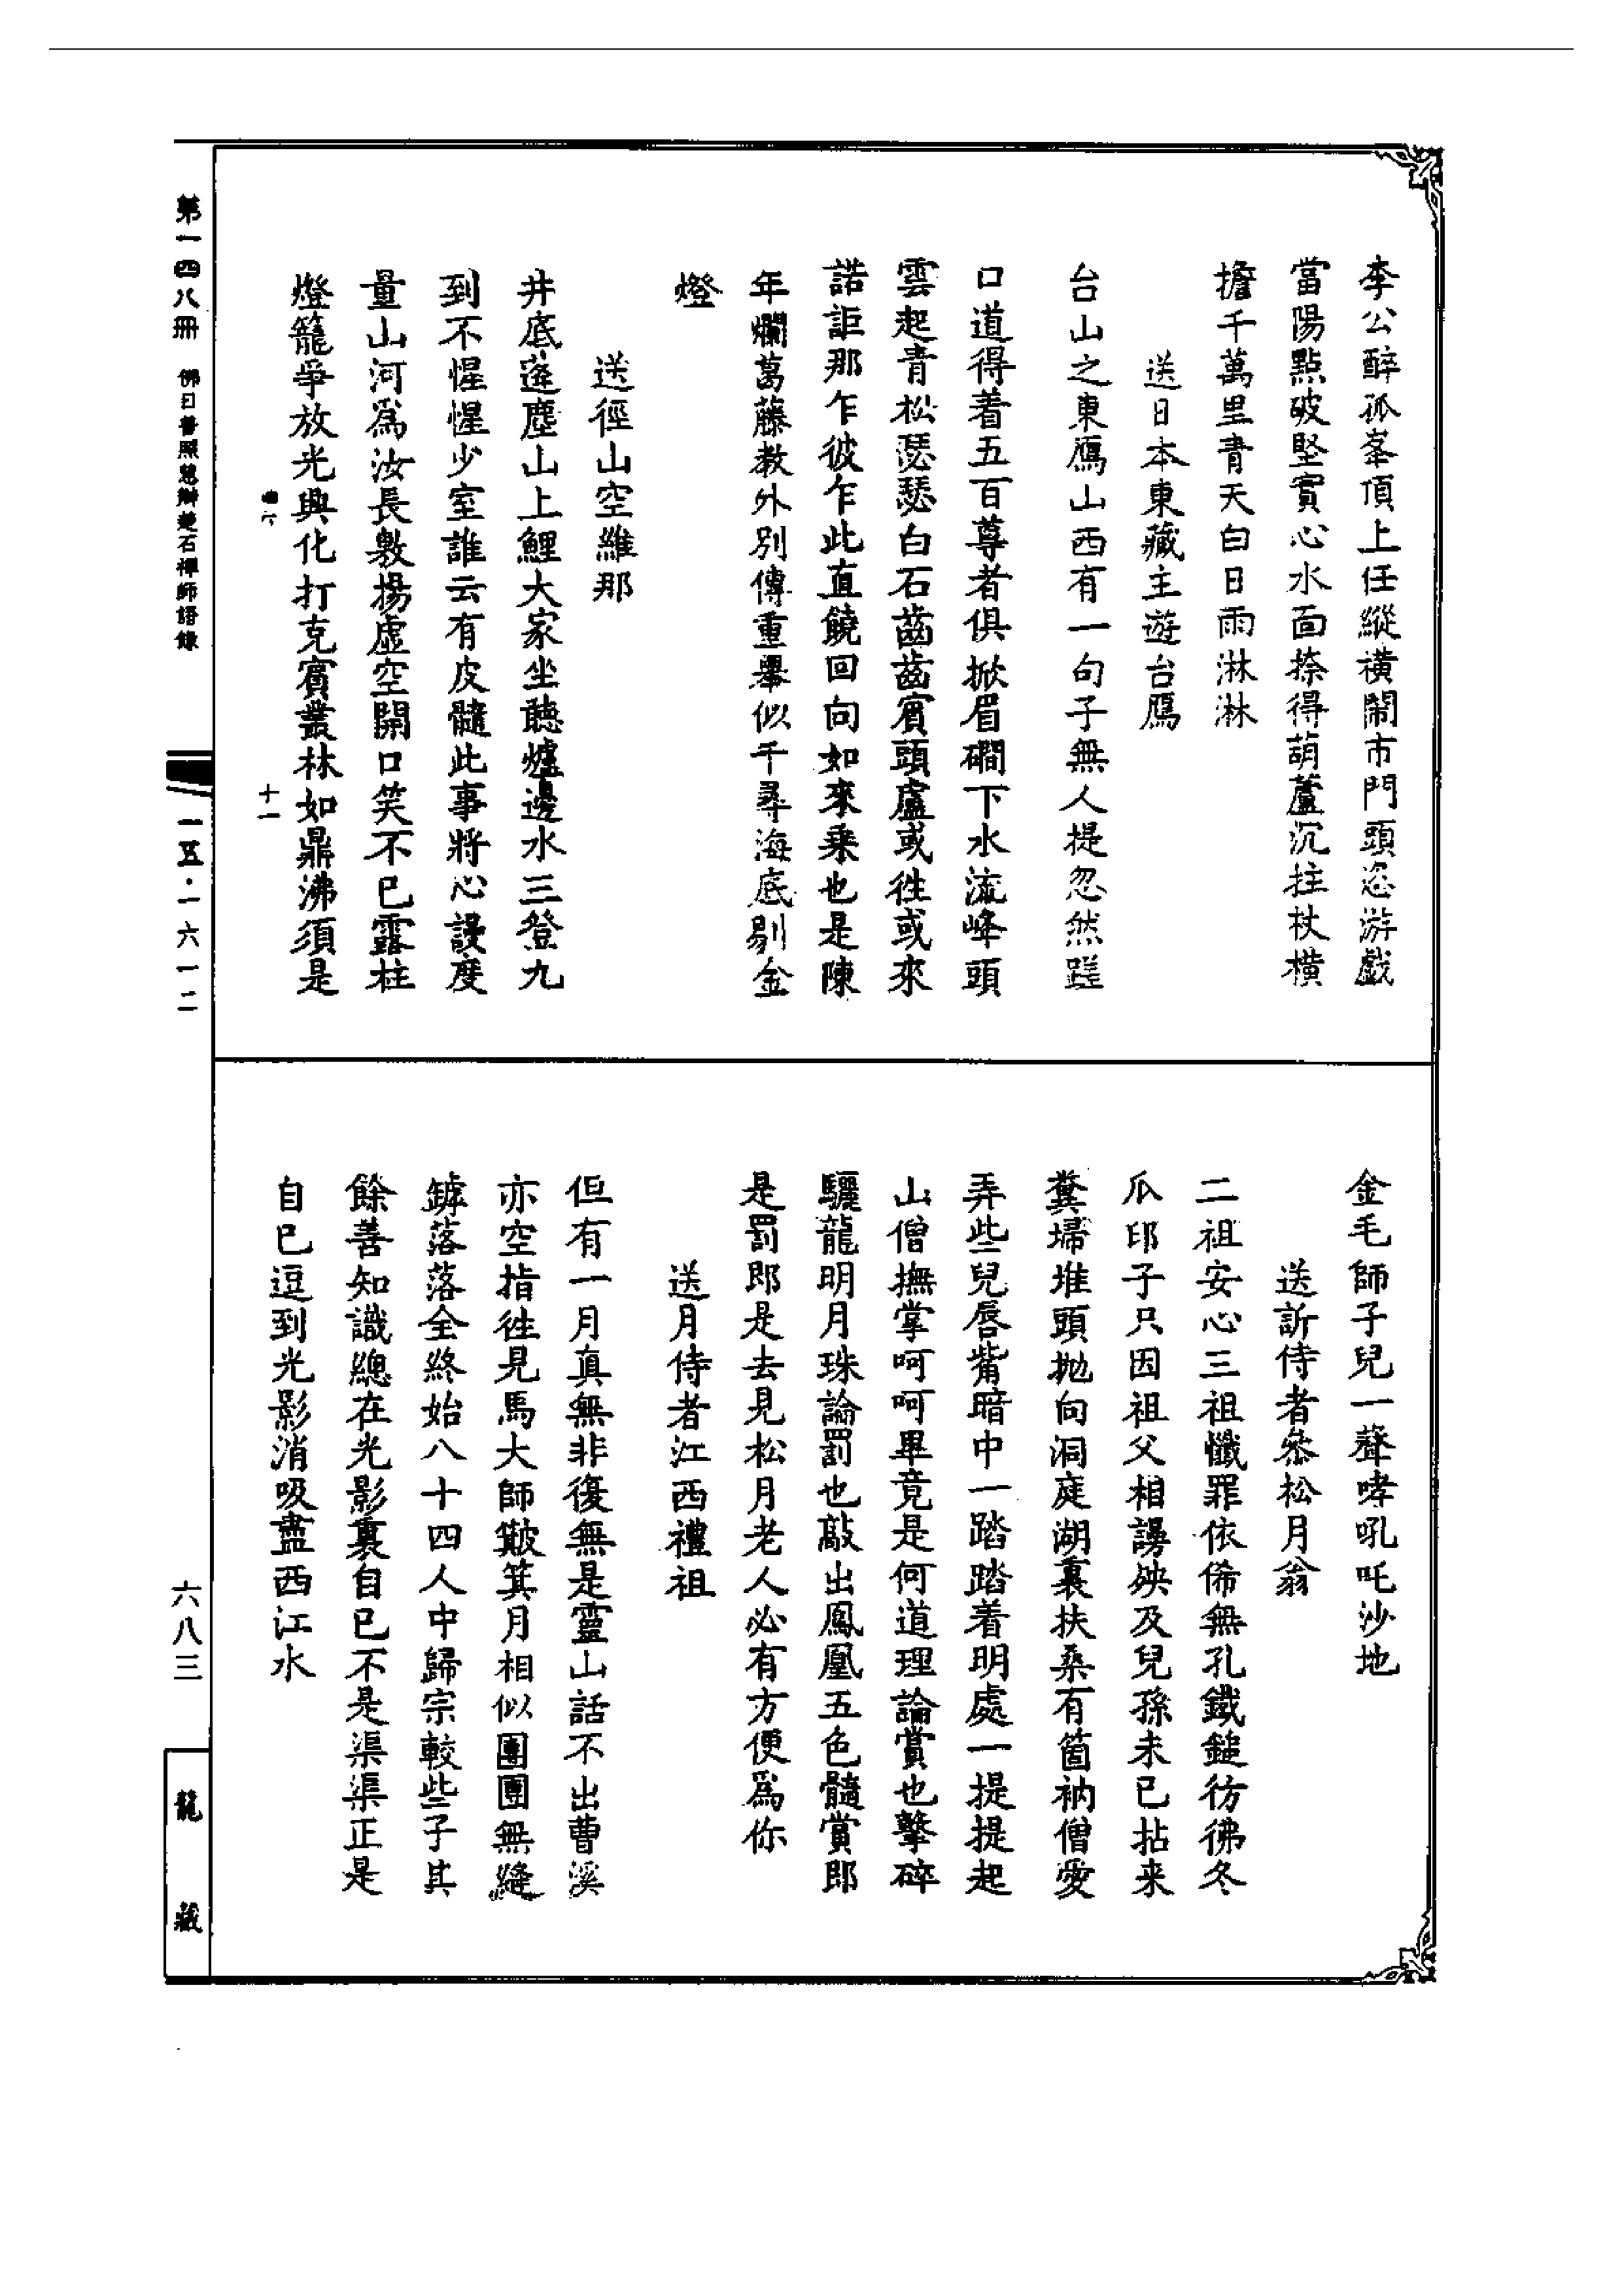 李公醉孤峯頂上任縱橫鬧市門頭恣游戲
當陽點破堅實心水面捺得葫蘆沉拄杖橫
擔千萬里青天白日雨淋淋
送日本東藏主遊台鴈
台山之東鴈山西有一句子無人提忽然蹉
口道得着五百尊者俱掀眉磵下水流峰頭
雲起青松瑟瑟白石齒齒賓頭盧或徃或來
諾詎那乍彼乍此直饒回向如來乗也是陳
年爛葛藤教外別傳重舉似千尋海底剔金
燈
送徑山空維那
井底蓬塵山上鯉大家坐聽爐邊水三登九
到不惺惺少室誰云有皮髓此事將心謾度
量山河爲汝長敷揚虛空開口笑不已露柱
燈籠爭放光興化打克賓叢林如鼎沸須是
十一
金毛師子兒一聲哮吼吒沙地
送訢侍者叅松月翁
二祖安心三祖懺罪依俙無孔鐵鎚彷彿冬
瓜印子只因祖父相謾殃及兒孫未已拈来
糞埽堆頭拋向洞庭湖裏扶桑有箇衲僧愛
弄些兒唇觜暗中一踏踏着明處一提提起
山僧撫掌呵呵畢竟是何道理論賞也擊碎
驪龍明月珠論罰也敲出鳳凰五色髓賞即
是罰即是去見松月老人必有方便爲你
送月侍者江西禮祖
但有一月真無非復無是靈山話不出曹溪
亦空指徃見馬大師簸箕月相似團團無縫
罅落落全終始八十四人中歸宗較些子其
餘善知識總在光影裏自已不是渠渠正是
自已逗到光影消吸盡西江水
第一四八册 佛日普照慧辯楚石禪師語錄
一五·一六一二
六八三
龍藏